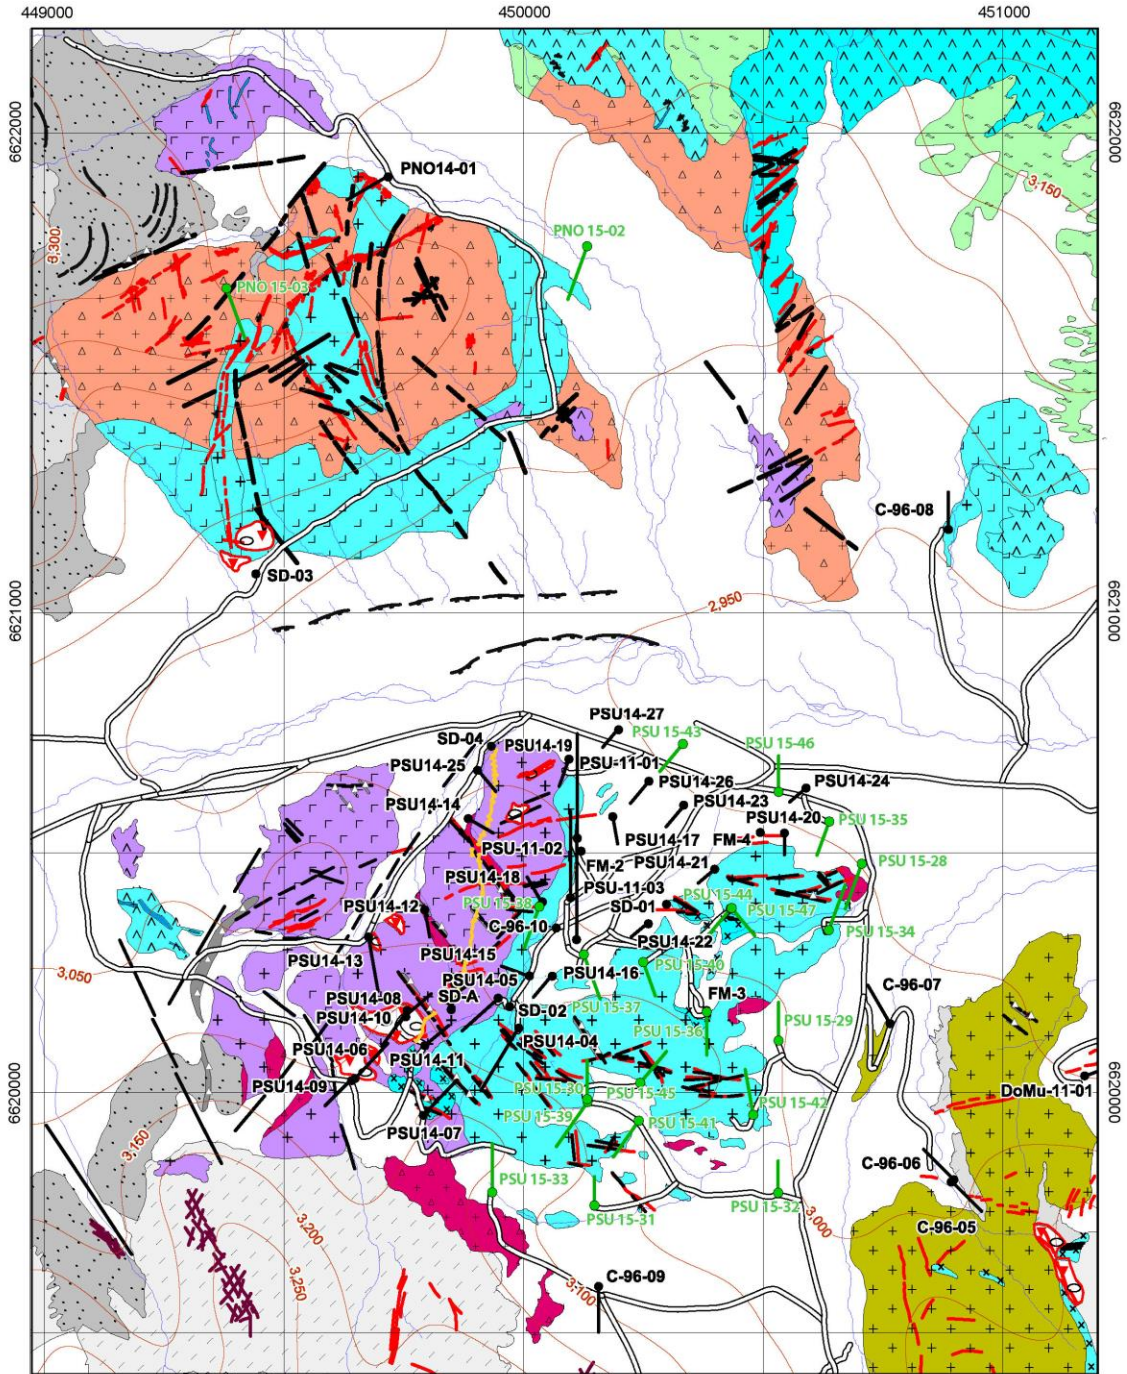 449000
450000
451000
6622000
6622000
PNO14-01
3,150
PNO 15-02
3,300
PNO 15-03
C-96-08
SD-03
6621000
2,950
6621000
PSU14-27
SD-04
PSU14-19
PSU 15-43
PSU 15-46
PSU14-25
PSU-11-01
PSU14-26
PSU14-24
PSU14-14
PSU14-23
PSU14-20
PSU 15-35
PSU-11-02
PSU14-17
FM-4
FM-2
PSU14-21
PSU 15-28
PSU14-18
PSU-11-03
PSU14-12
PSU 15-38
SD-01
PSU 15-44
PSU 15-47
C-96-10
PSU 15-34
PSU14-22
PSU14-13
PSU14-15
PSU 15-40
3,050
PSU14-05
PSU14-16
C-96-07
PSU14-08
SD-A
FM-3
PSU14-10
SD-02
PSU 15-37
PSU 15-29
PSU 15-36
PSU14-06
PSU14-04
PSU14-11
PSU14-09
PSU 15-30
PSU 15-45
6620000
6620000
DoMu-11-01
PSU 15-42
PSU 15-39
PSU 15-41
PSU14-07
3,150
C-96-06
PSU 15-33
PSU 15-32
PSU 15-31
3,000
C-96-05
3,200
3,250
C-96-09
3,100